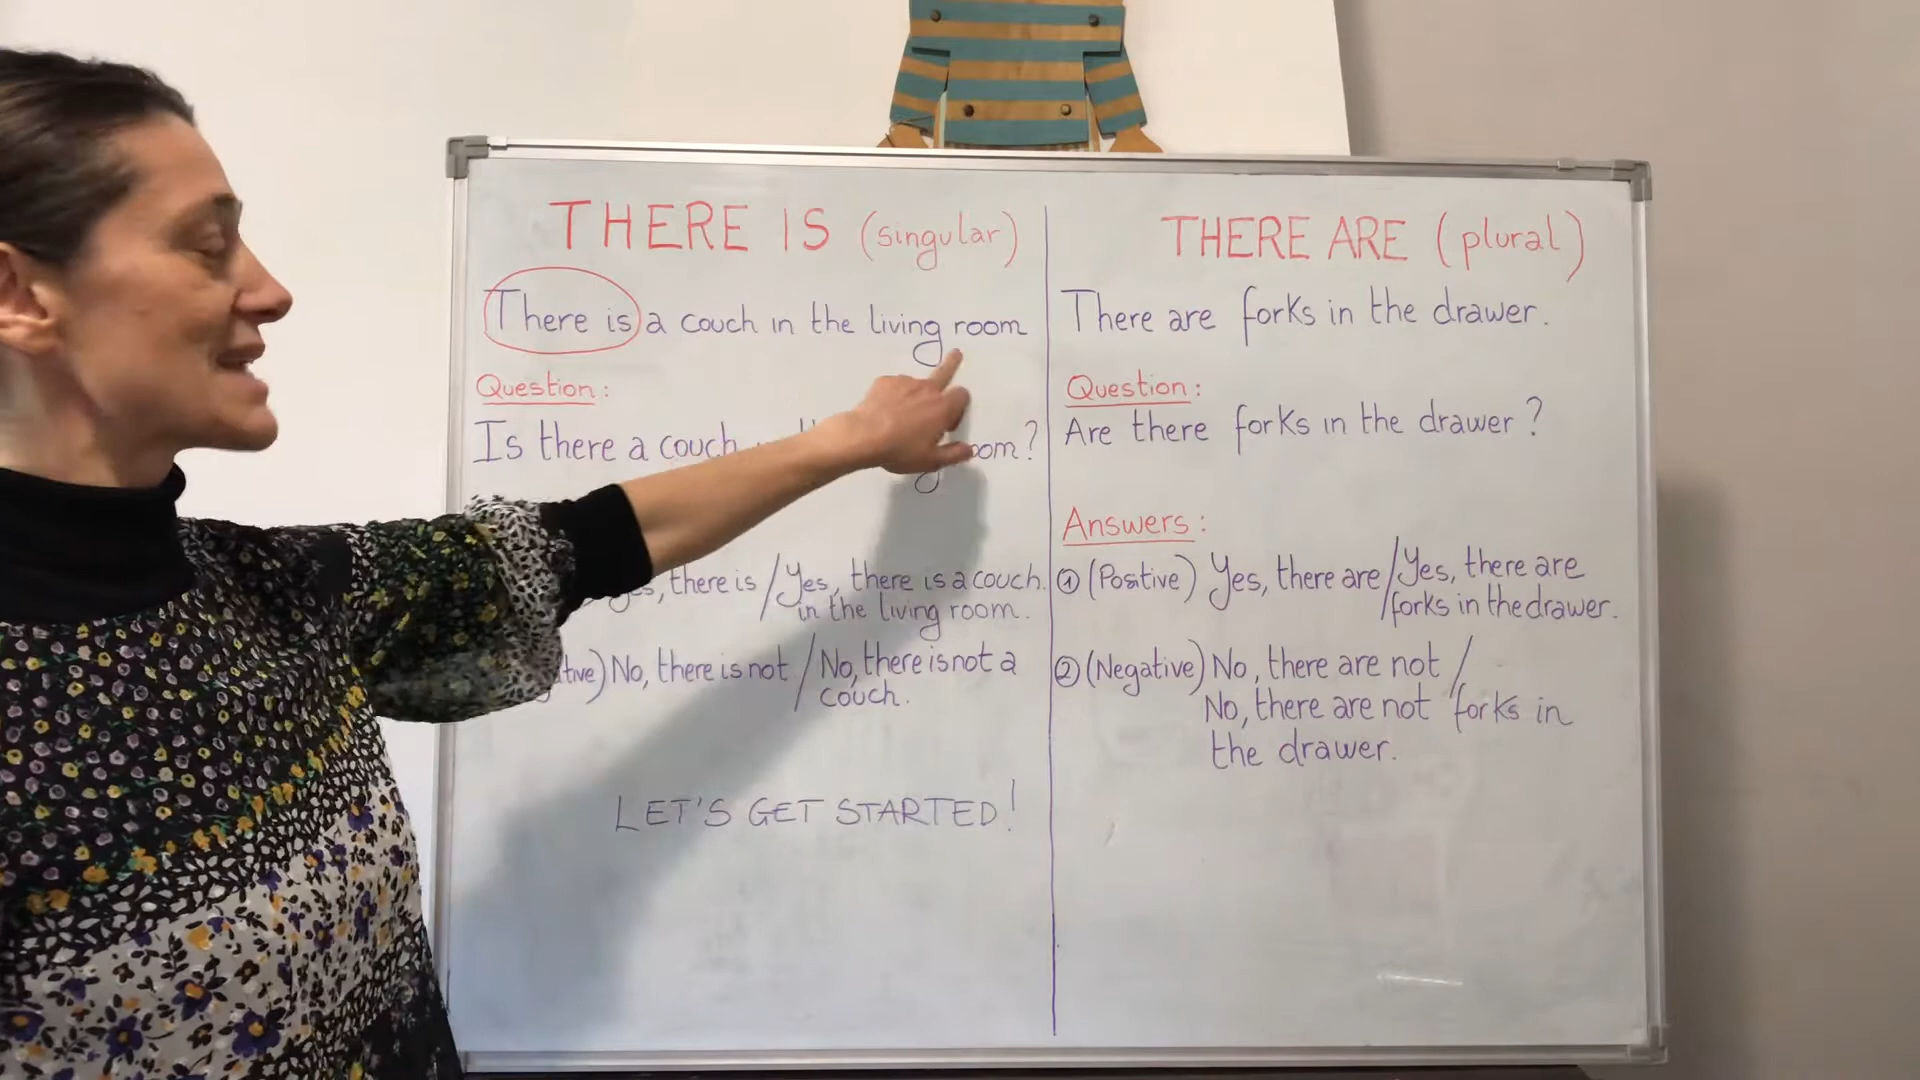 THERE IS (singular)
There is a couch in the living room
Question:
Is there a couch room?
there is / Yes, there is a couch
in the living room.
No, there is not / No, there is not a
couch.
LET'S GET STARTED!
THERE ARE (plural)
There are forks in the drawer.
Question:
Are there forks in the drawer?
Answers:
① (Positive) Yes, there are / Yes, there are
forks in the drawer.
② (Negative) No, there are not /
No, there are not forks in
the drawer.